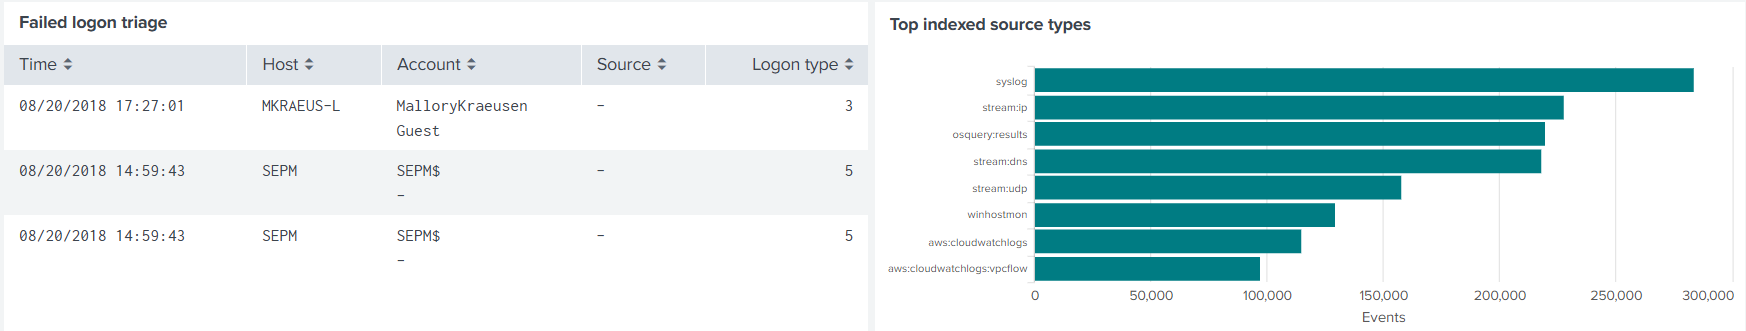 Failed logon triage
Time Host Account Source Logon type
08/20/2018 17:27:01 MKRAEUS-L MalloryKraeusen – 3
Guest
08/20/2018 14:59:43 SEPM SEPM$ – 5
–
08/20/2018 14:59:43 SEPM SEPM$ – 5
–
Top indexed source types
syslog
stream:ip
osquery:results
stream:dns
stream:udp
winhostmon
aws:cloudwatchlogs
aws:cloudwatchlogs:vpcflow
0 50,000 100,000 150,000 200,000 250,000 300,000
Events